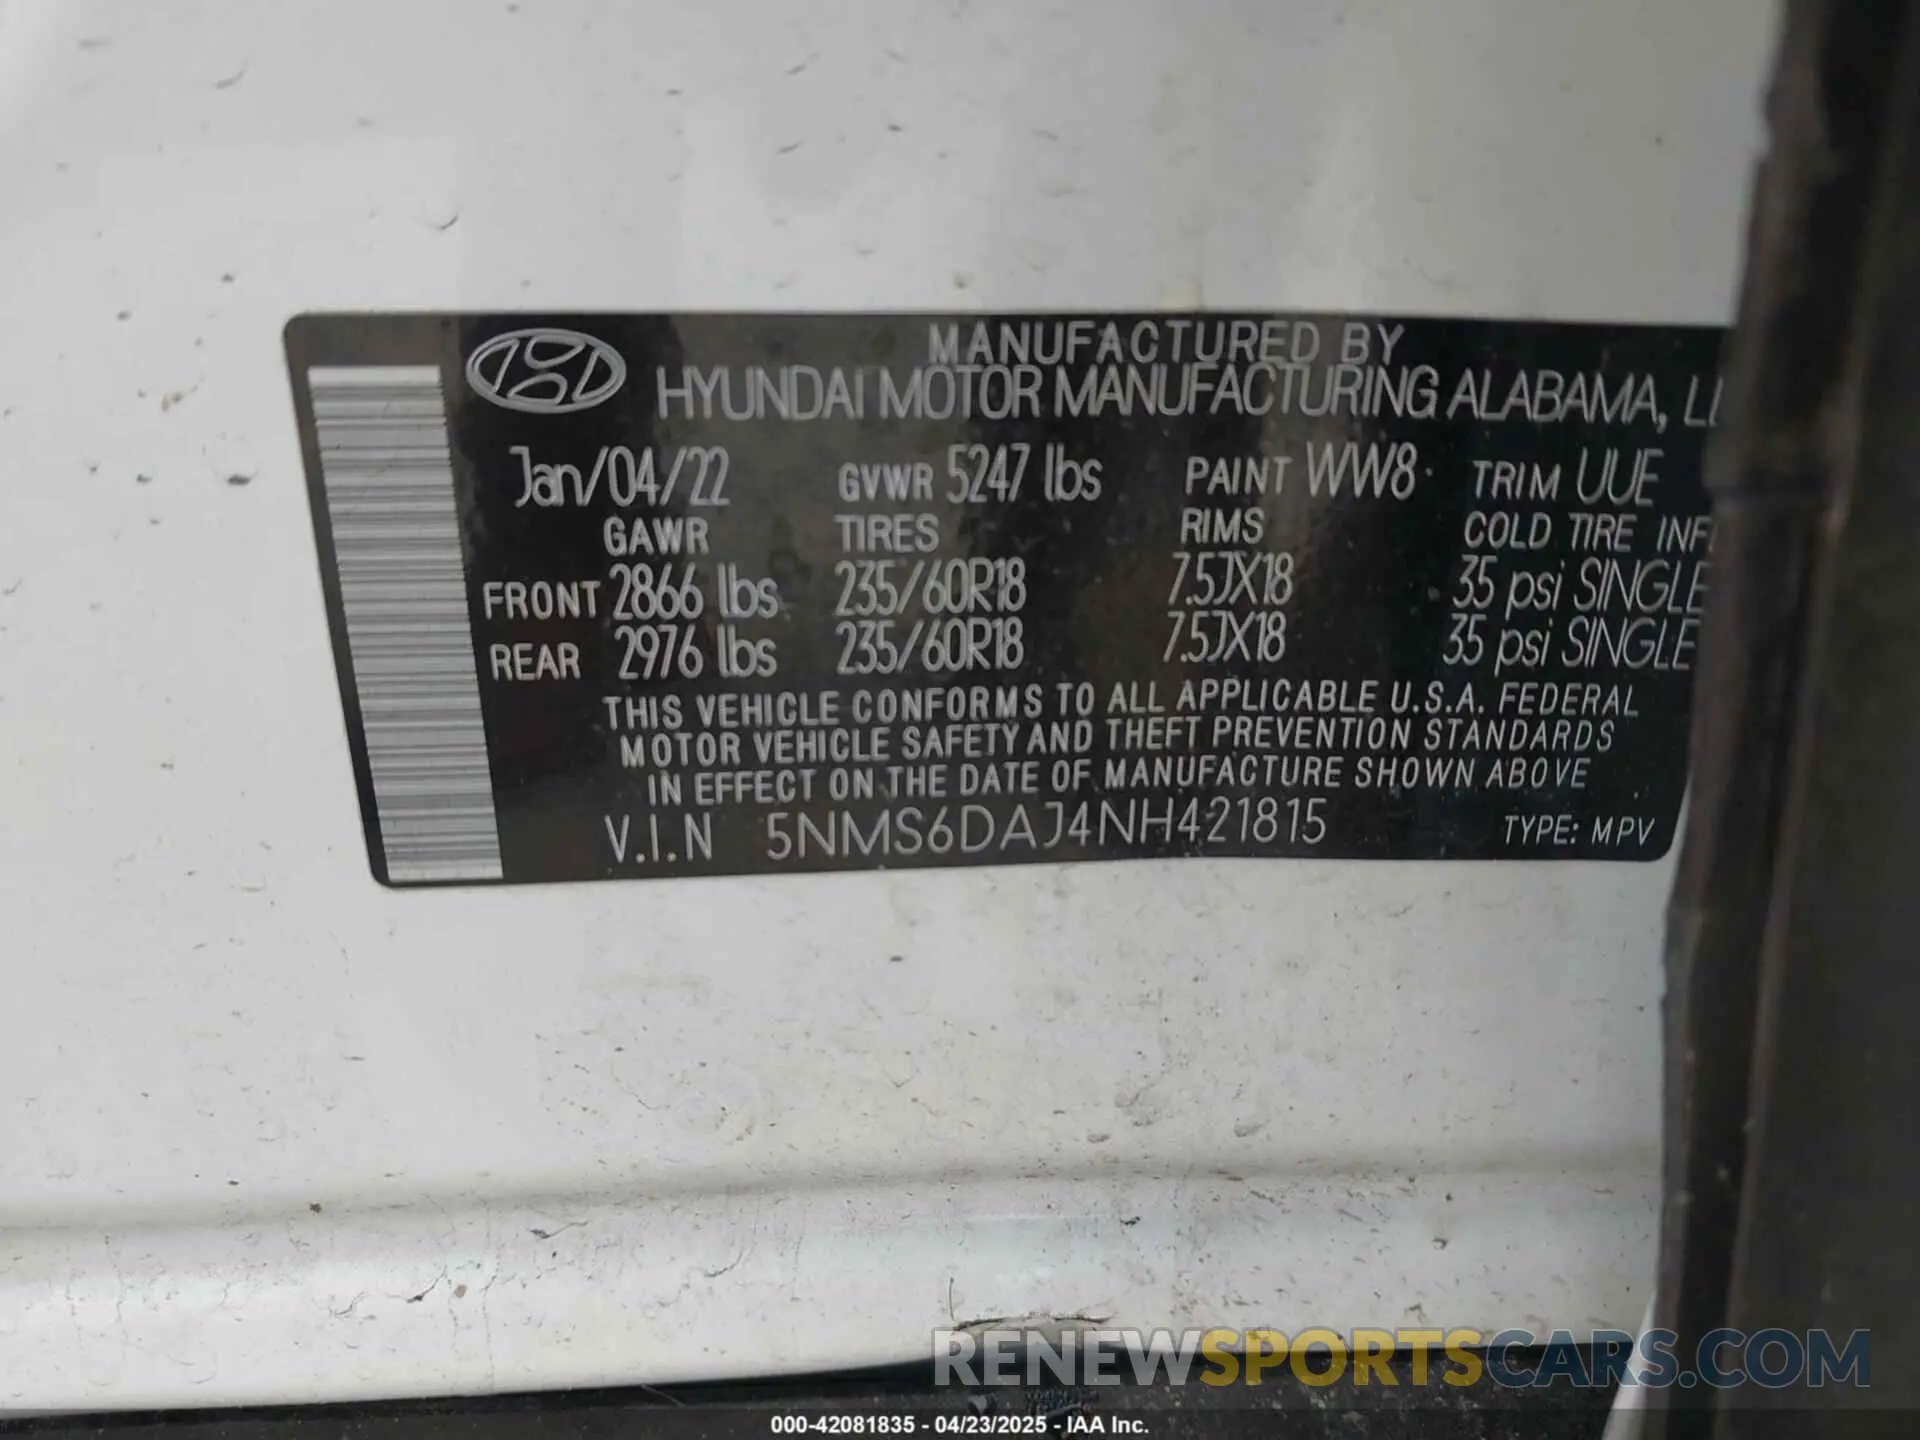 MANUFACTURED BY
HYUNDAI MOTOR MANUFACTURING ALABAMA,
Jan/04/22 GVWR 5247 lbs PAINT WW8 TRIM UUE
GAWR TIRES RIMS COLD TIRE
FRONT 2866 lbs 235/60R18 7.5JX18 35 psi SINGLE
REAR 2976 lbs 235/60R18 7.5JX18 35 psi SINGLE
THIS VEHICLE CONFORMS TO ALL APPLICABLE U.S.A. FEDERAL
MOTOR VEHICLE SAFETY AND THEFT PREVENTION STANDARDS
IN EFFECT ON THE DATE OF MANUFACTURE SHOWN ABOVE
V.I.N 5NMS6DAJ4NH421815 TYPE: MPV
RENEWSPORTSCARS.COM
000-42081835 - 04/23/2025 - IAA Inc.